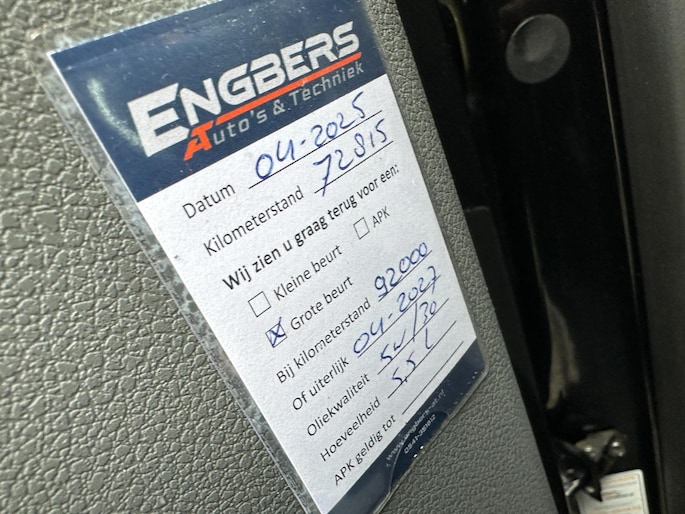 ENGBERS
Auto's & Techniek
Datum 04-2025
Kilometerstand 72815
Wij zien u graag terug voor een:
Kleine beurt APK
Grote beurt
Bij kilometerstand 92000
Of uiterlijk 04-2027
Oliekwaliteit 5w/30
Hoeveelheid 5,5 l
APK geldig tot